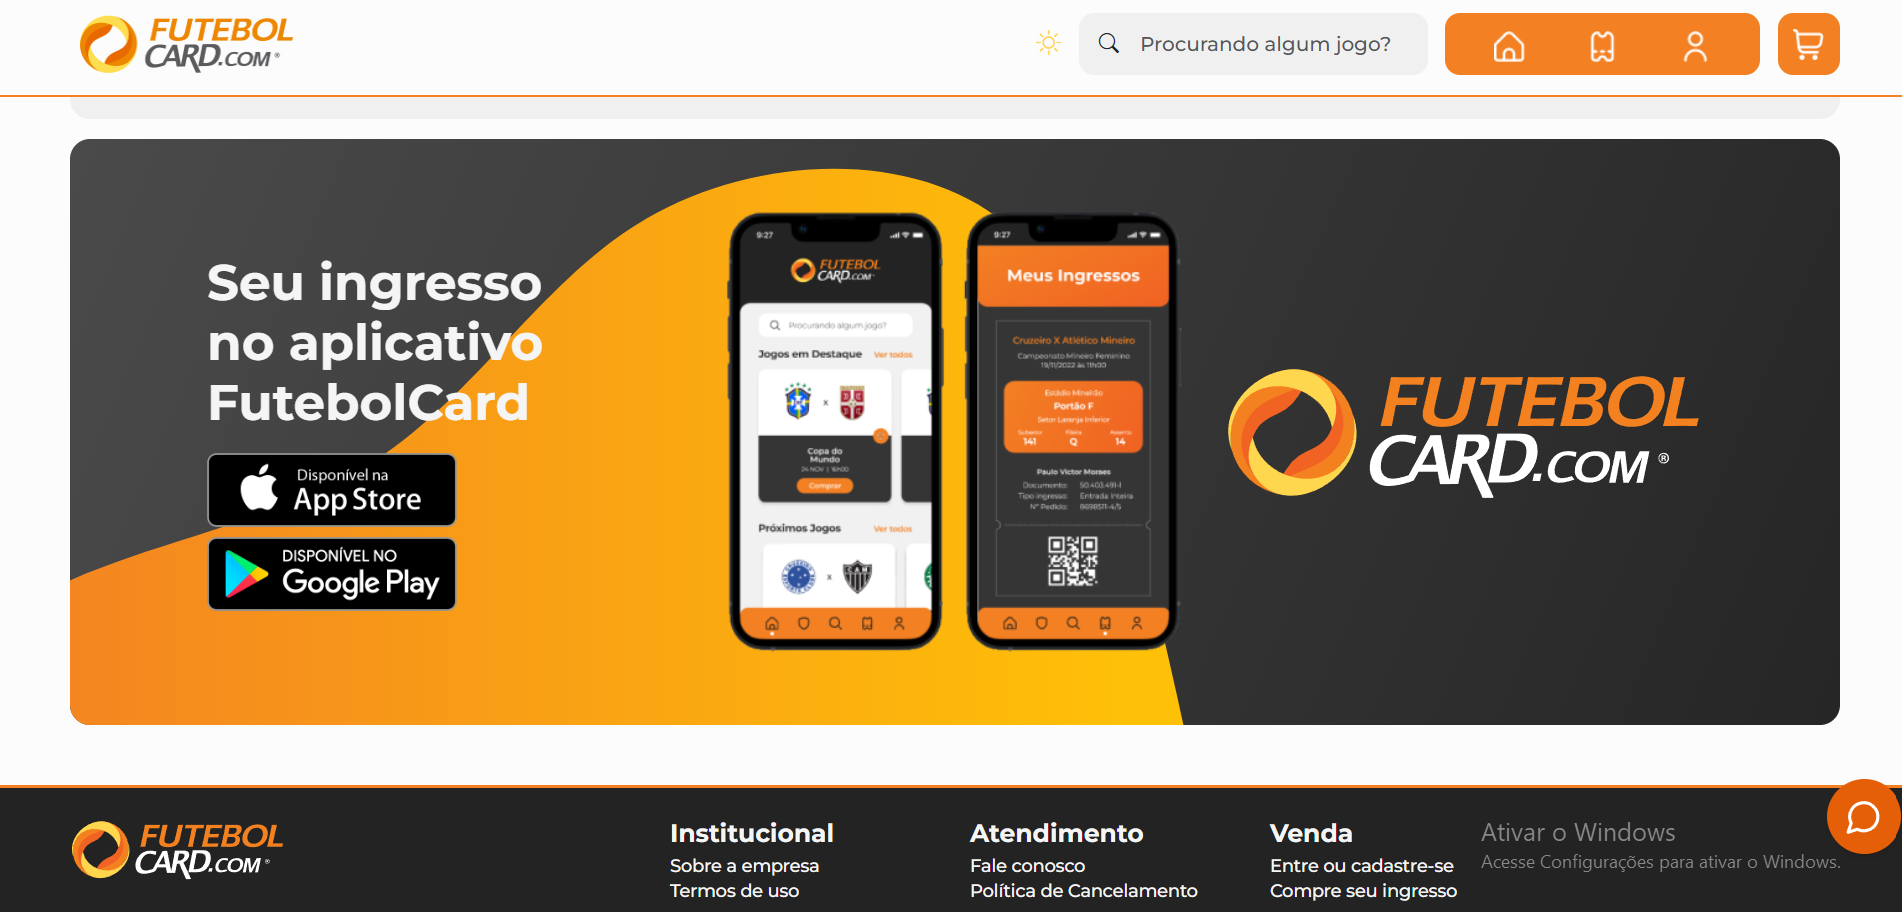 FUTEBOL
CARD.COM®
Procurando algum jogo?
Seu ingresso
no aplicativo
FutebolCard
Disponível na
App Store
DISPONÍVEL NO
Google Play
9:27
FUTEBOL
CARD.COM
Procurando algum jogo?
Jogos em Destaque Ver todos
x
Copa do
Mundo
24 NOV | 16h00
Comprar
Próximos Jogos Ver todos
x
CAM
9:27
Meus Ingressos
Cruzeiro X Atlético Mineiro
Campeonato Mineiro Feminino
19/11/2022 às 11h00
Estádio Mineirão
Portão F
Setor Laranja Inferior
Subsetor Fileira Assento
141 Q 14
Paulo Victor Moraes
Documento: 50.403.491-1
Tipo ingresso: Entrada Inteira
Nº Pedido: 8698511-4/5
FUTEBOL
CARD.COM®
FUTEBOL
CARD.COM®
Institucional
Sobre a empresa
Termos de uso
Atendimento
Fale conosco
Política de Cancelamento
Venda
Entre ou cadastre-se
Compre seu ingresso
Ativar o Windows
Acesse Configurações para ativar o Windows.